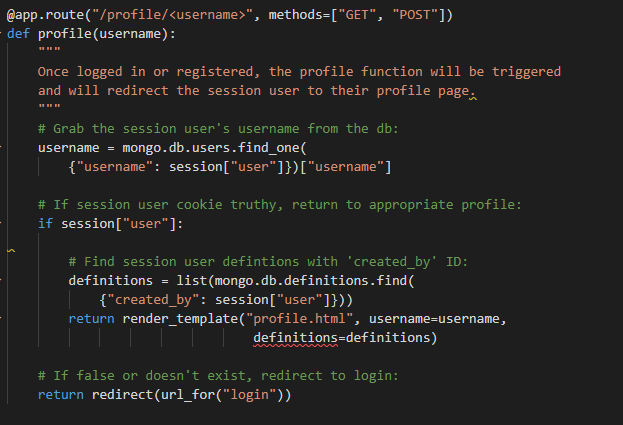 @app.route("/profile/<username>", methods=["GET", "POST"])
def profile(username):
    """
    Once logged in or registered, the profile function will be triggered
    and will redirect the session user to their profile page.
    """
    # Grab the session user's username from the db:
    username = mongo.db.users.find_one(
        {"username": session["user"]})["username"]
    # If session user cookie truthy, return to appropriate profile:
    if session["user"]:
        # Find session user defintions with 'created_by' ID:
        definitions = list(mongo.db.definitions.find(
            {"created_by": session["user"]}))
        return render_template("profile.html", username=username,
                                definitions=definitions)
    # If false or doesn't exist, redirect to login:
    return redirect(url_for("login"))